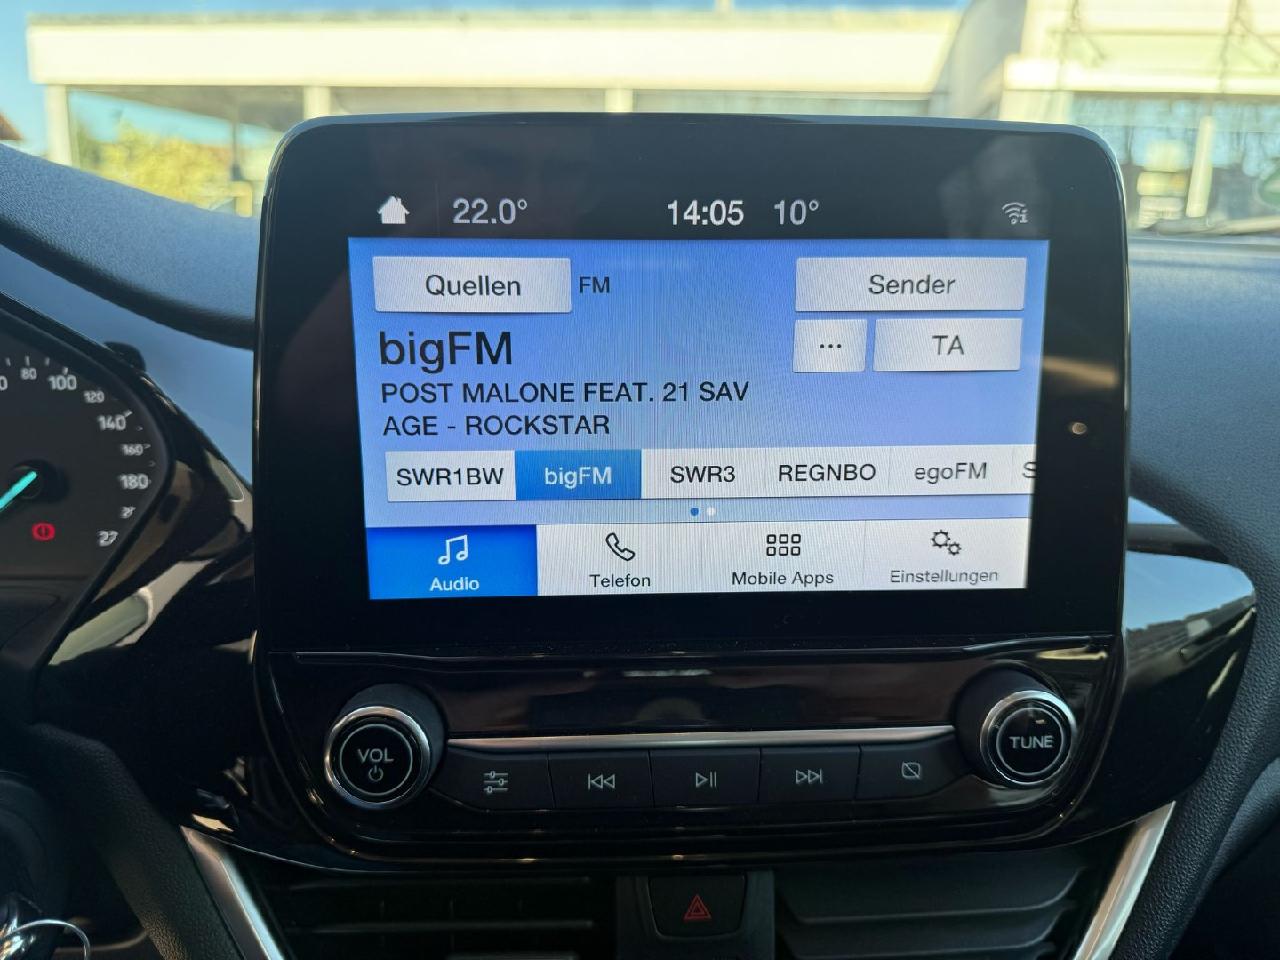 22.0° 14:05 10°
Quellen FM Sender
bigFM ... TA
POST MALONE FEAT. 21 SAV
AGE - ROCKSTAR
SWR1BW bigFM SWR3 REGNBO egoFM S
Audio Telefon Mobile Apps Einstellungen
VOL TUNE
80 100
120
140
160
180